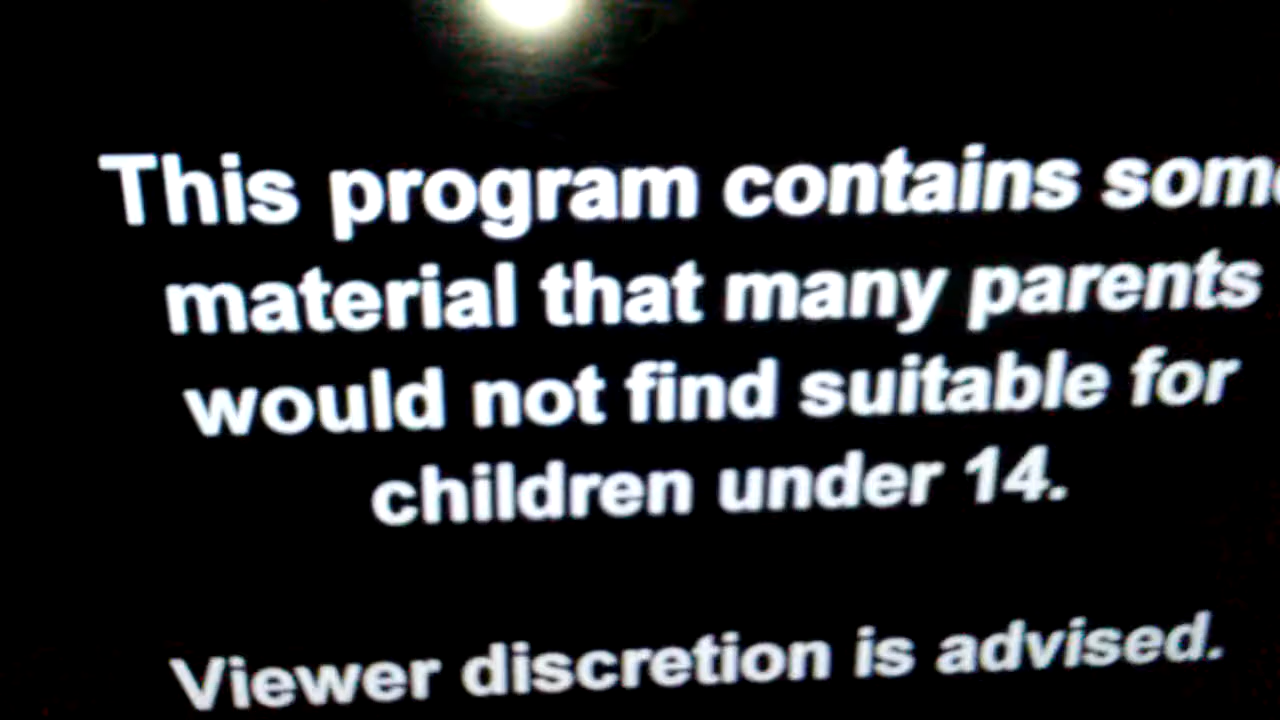 This program contains some
material that many parents
would not find suitable for
children under 14.
Viewer discretion is advised.